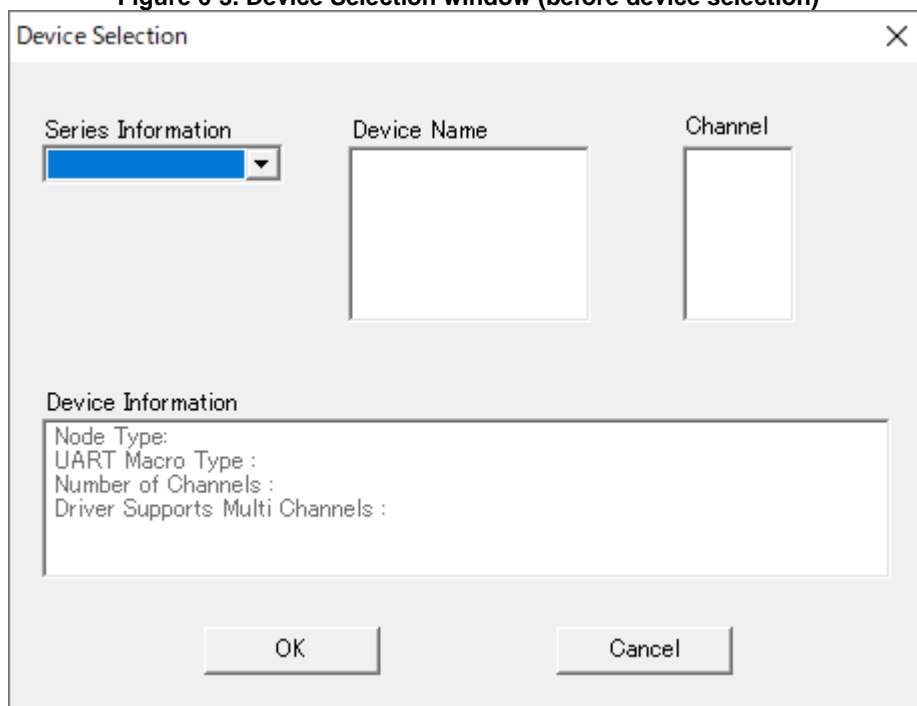 Figure 6-3. Device Selection window (before device selection)
Device Selection
Series Information
Device Name
Channel
Device Information
Node Type:
UART Macro Type :
Number of Channels :
Driver Supports Multi Channels :
OK
Cancel